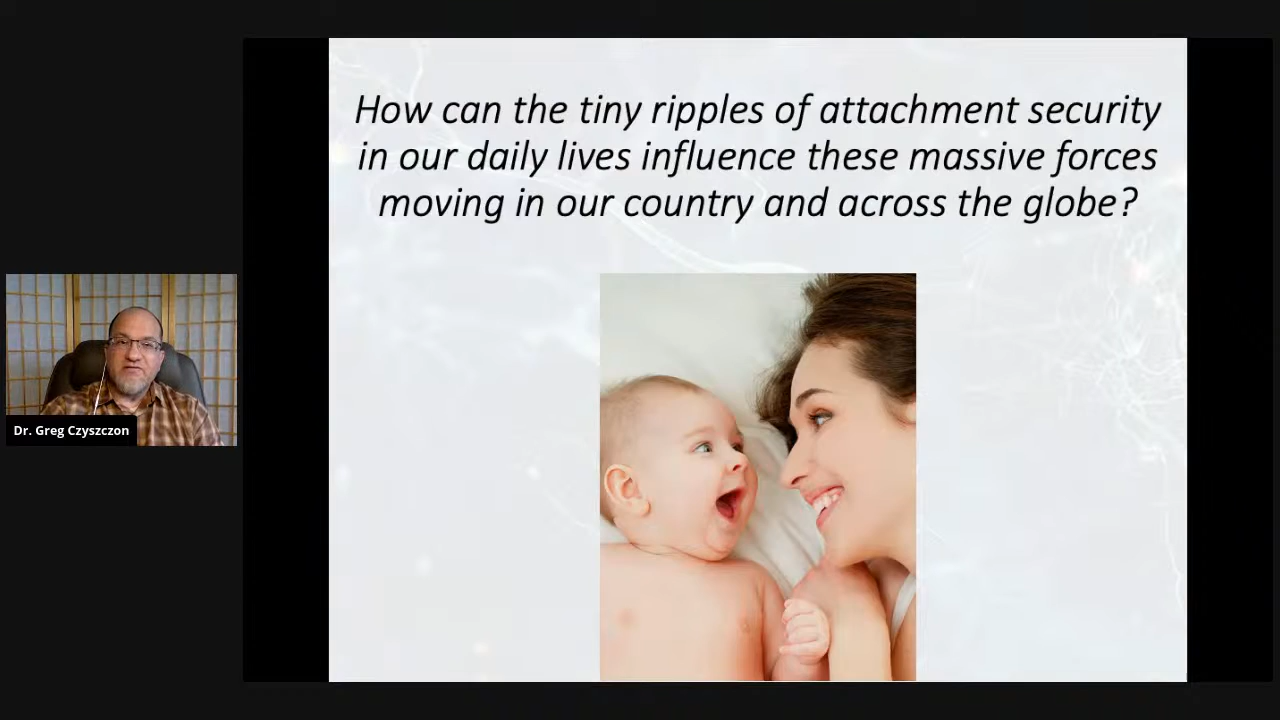 How can the tiny ripples of attachment security
in our daily lives influence these massive forces
moving in our country and across the globe?
Dr. Greg Czyszczon